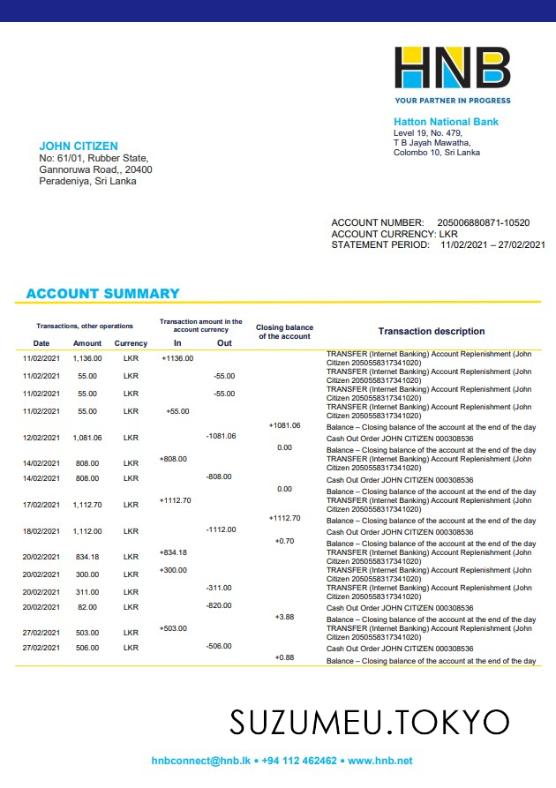 HNB
YOUR PARTNER IN PROGRESS
Hatton National Bank
Level 19, No. 479,
T B Jayah Mawatha,
Colombo 10, Sri Lanka
JOHN CITIZEN
No: 61/01, Rubber State,
Gannoruwa Road,, 20400
Peradeniya, Sri Lanka
ACCOUNT NUMBER: 205006880871-10520
ACCOUNT CURRENCY: LKR
STATEMENT PERIOD: 11/02/2021 – 27/02/2021
ACCOUNT SUMMARY
Transactions, other operations
Transaction amount in the
account currency
Closing balance
of the account
Transaction description
Date Amount Currency In Out
11/02/2021 1,136.00 LKR +1136.00 TRANSFER (Internet Banking) Account Replenishment (John
Citizen 2050558317341020)
11/02/2021 55.00 LKR -55.00 TRANSFER (Internet Banking) Account Replenishment (John
Citizen 2050558317341020)
11/02/2021 55.00 LKR -55.00 TRANSFER (Internet Banking) Account Replenishment (John
Citizen 2050558317341020)
11/02/2021 55.00 LKR +55.00 TRANSFER (Internet Banking) Account Replenishment (John
Citizen 2050558317341020)
+1081.06 Balance – Closing balance of the account at the end of the day
12/02/2021 1,081.06 LKR -1081.06 Cash Out Order JOHN CITIZEN 000308536
0.00 Balance – Closing balance of the account at the end of the day
14/02/2021 808.00 LKR +808.00 TRANSFER (Internet Banking) Account Replenishment (John
Citizen 2050558317341020)
14/02/2021 808.00 LKR -808.00 Cash Out Order JOHN CITIZEN 000308536
0.00 Balance – Closing balance of the account at the end of the day
17/02/2021 1,112.70 LKR +1112.70 TRANSFER (Internet Banking) Account Replenishment (John
Citizen 2050558317341020)
+1112.70 Balance – Closing balance of the account at the end of the day
18/02/2021 1,112.00 LKR -1112.00 Cash Out Order JOHN CITIZEN 000308536
+0.70 Balance – Closing balance of the account at the end of the day
20/02/2021 834.18 LKR +834.18 TRANSFER (Internet Banking) Account Replenishment (John
Citizen 2050558317341020)
20/02/2021 300.00 LKR +300.00 TRANSFER (Internet Banking) Account Replenishment (John
Citizen 2050558317341020)
20/02/2021 311.00 LKR -311.00 TRANSFER (Internet Banking) Account Replenishment (John
Citizen 2050558317341020)
20/02/2021 82.00 LKR -820.00 Cash Out Order JOHN CITIZEN 000308536
+3.88 Balance – Closing balance of the account at the end of the day
27/02/2021 503.00 LKR +503.00 TRANSFER (Internet Banking) Account Replenishment (John
Citizen 2050558317341020)
27/02/2021 506.00 LKR -506.00 Cash Out Order JOHN CITIZEN 000308536
+0.88 Balance – Closing balance of the account at the end of the day
SUZUMEU.TOKYO
hnbconnect@hnb.lk • +94 112 462462 • www.hnb.net